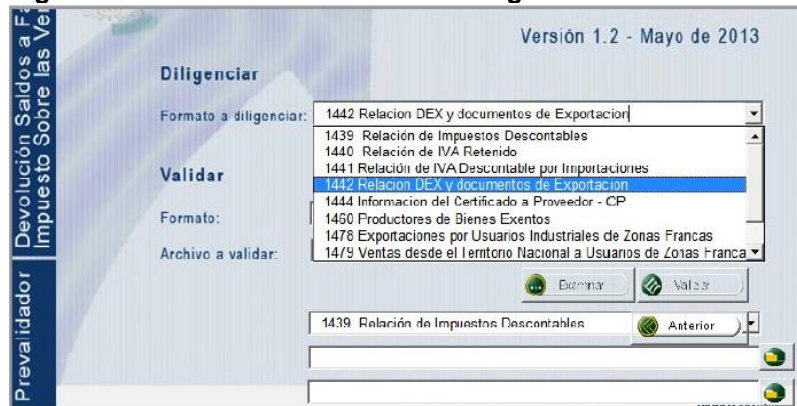 Devolución Saldos a Fa
Impuesto Sobre las Ve
Prevalidador
Versión 1.2 - Mayo de 2013
Diligenciar
Formato a diligenciar: 1442 Relacion DEX y documentos de Exportacion
1439 Relación de Impuestos Descontables
1440 Relación de IVA Retenido
1441 Relación de IVA Descontable por Importaciones
1442 Relacion DEX y documentos de Exportacion
1444 Informacion del Certificado a Proveedor - CP
1460 Productores de Bienes Exentos
1478 Exportaciones por Usuarios Industriales de Zonas Francas
1479 Ventas desde el Territorio Nacional a Usuarios de Zonas Franca
Validar
Formato:
Archivo a validar:
Examinar Validar
1439 Relación de Impuestos Descontables
Anterior